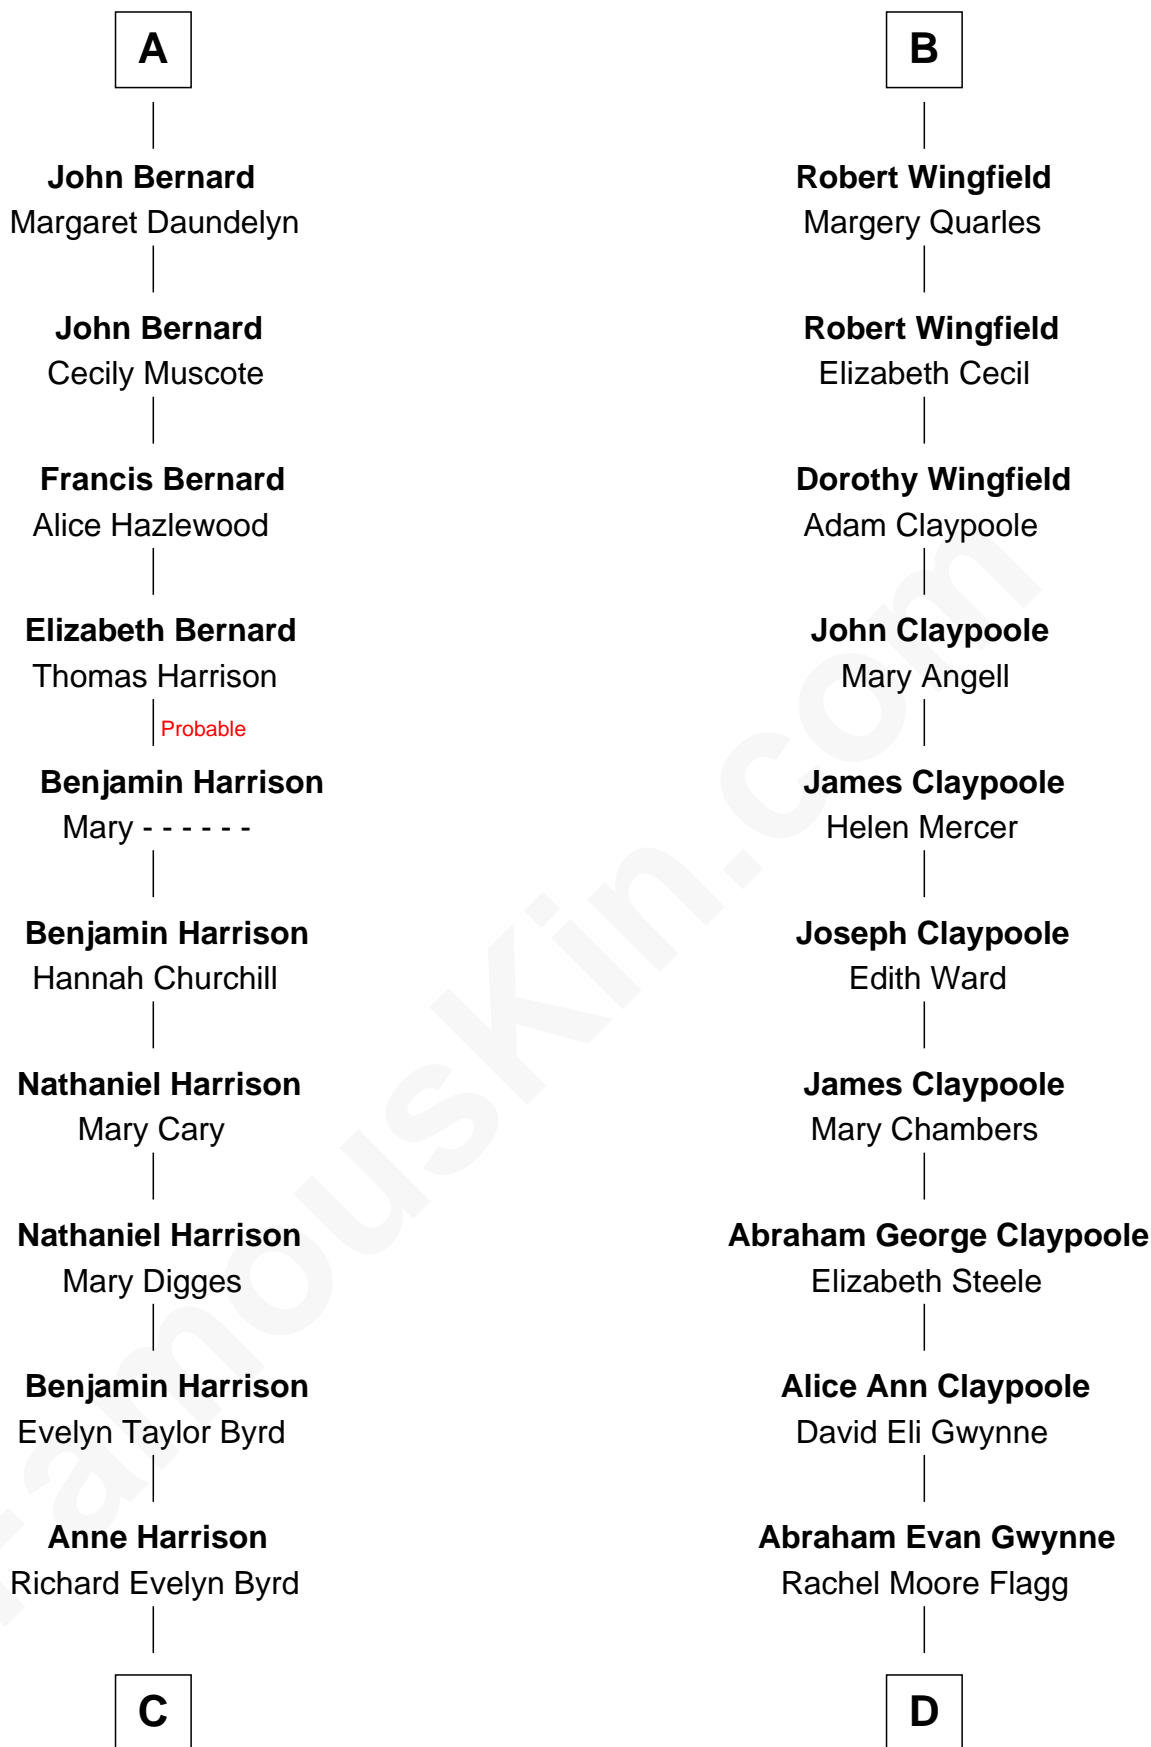 A
John Bernard
Margaret Daundelyn
John Bernard
Cecily Muscote
Francis Bernard
Alice Hazlewood
Elizabeth Bernard
Thomas Harrison
Probable
Benjamin Harrison
Mary - - - - - -
Benjamin Harrison
Hannah Churchill
Nathaniel Harrison
Mary Cary
Nathaniel Harrison
Mary Digges
Benjamin Harrison
Evelyn Taylor Byrd
Anne Harrison
Richard Evelyn Byrd
C
B
Robert Wingfield
Margery Quarles
Robert Wingfield
Elizabeth Cecil
Dorothy Wingfield
Adam Claypoole
John Claypoole
Mary Angell
James Claypoole
Helen Mercer
Joseph Claypoole
Edith Ward
James Claypoole
Mary Chambers
Abraham George Claypoole
Elizabeth Steele
Alice Ann Claypoole
David Eli Gwynne
Abraham Evan Gwynne
Rachel Moore Flagg
D
FamousKin.com